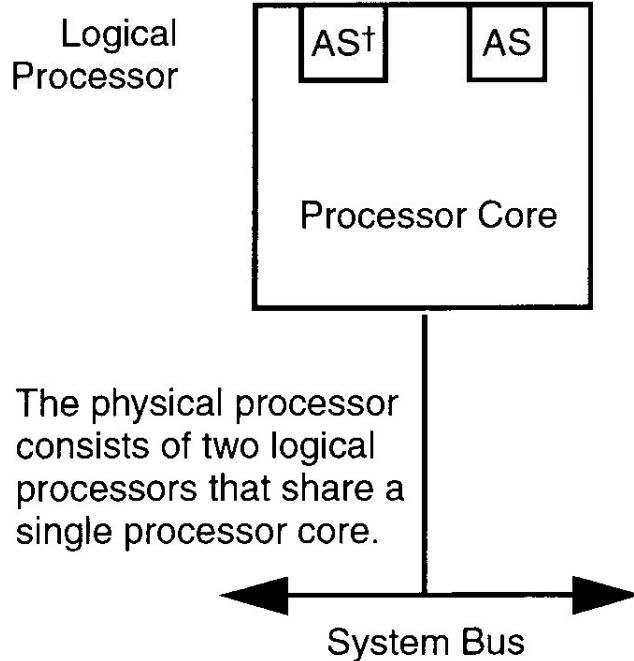 Logical
Processor
AS†
AS
Processor Core
The physical processor
consists of two logical
processors that share a
single processor core.
System Bus